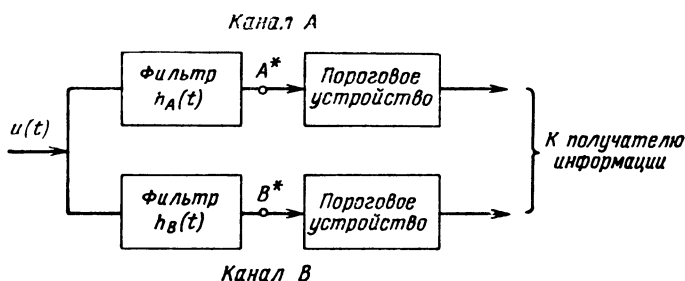 Канал A
Фильтр
h_A(t)
A*
Пороговое
устройство
u(t)
К получателю
информации
Фильтр
h_B(t)
B*
Пороговое
устройство
Канал B